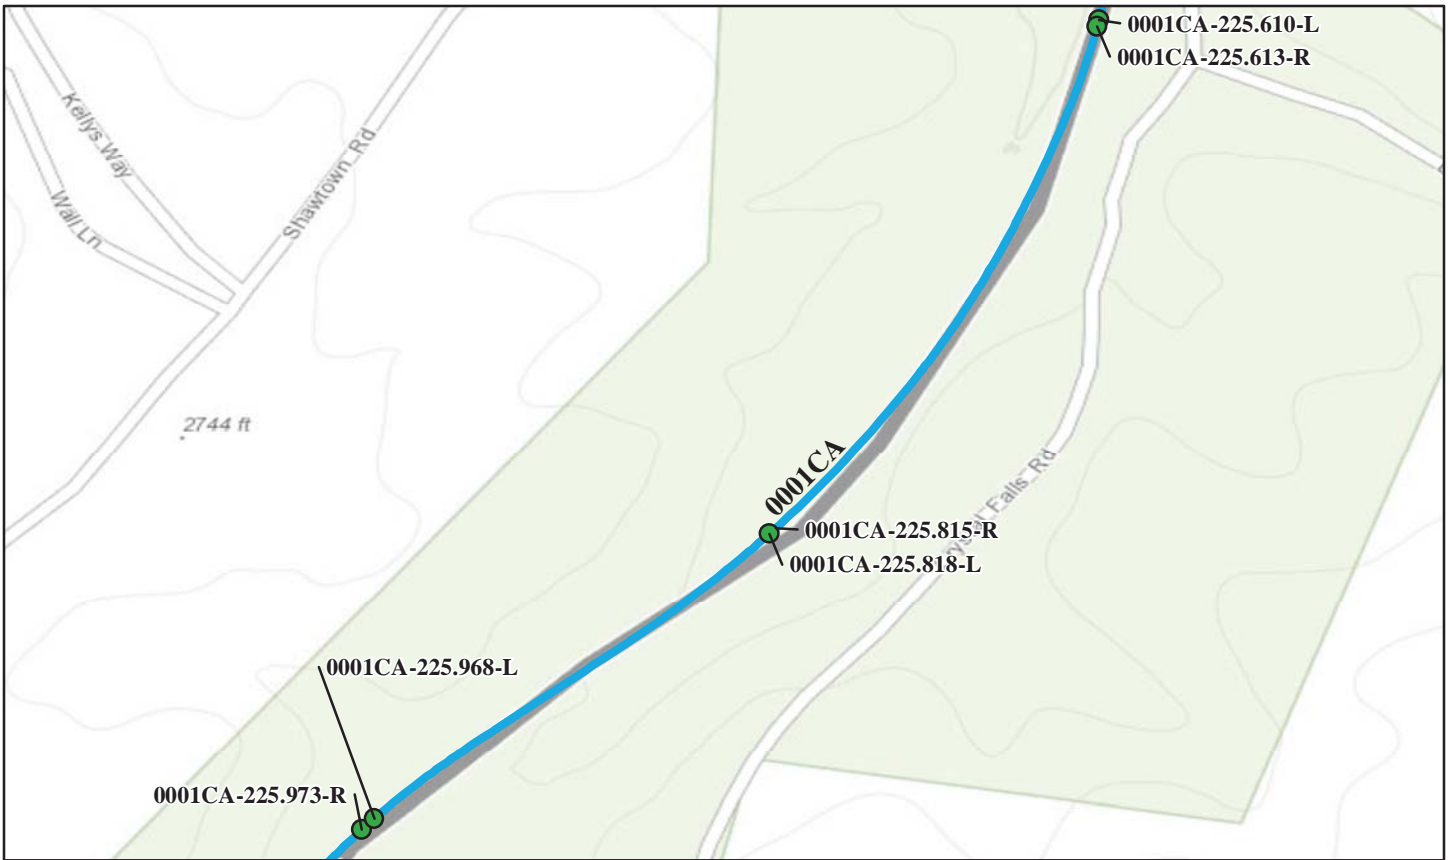 0001CA-225.610-L
0001CA-225.613-R
Kellys Way
Shawtown Rd
Wall Ln
2744 ft
0001CA
Falls Rd
0001CA-225.815-R
0001CA-225.818-L
0001CA-225.968-L
0001CA-225.973-R